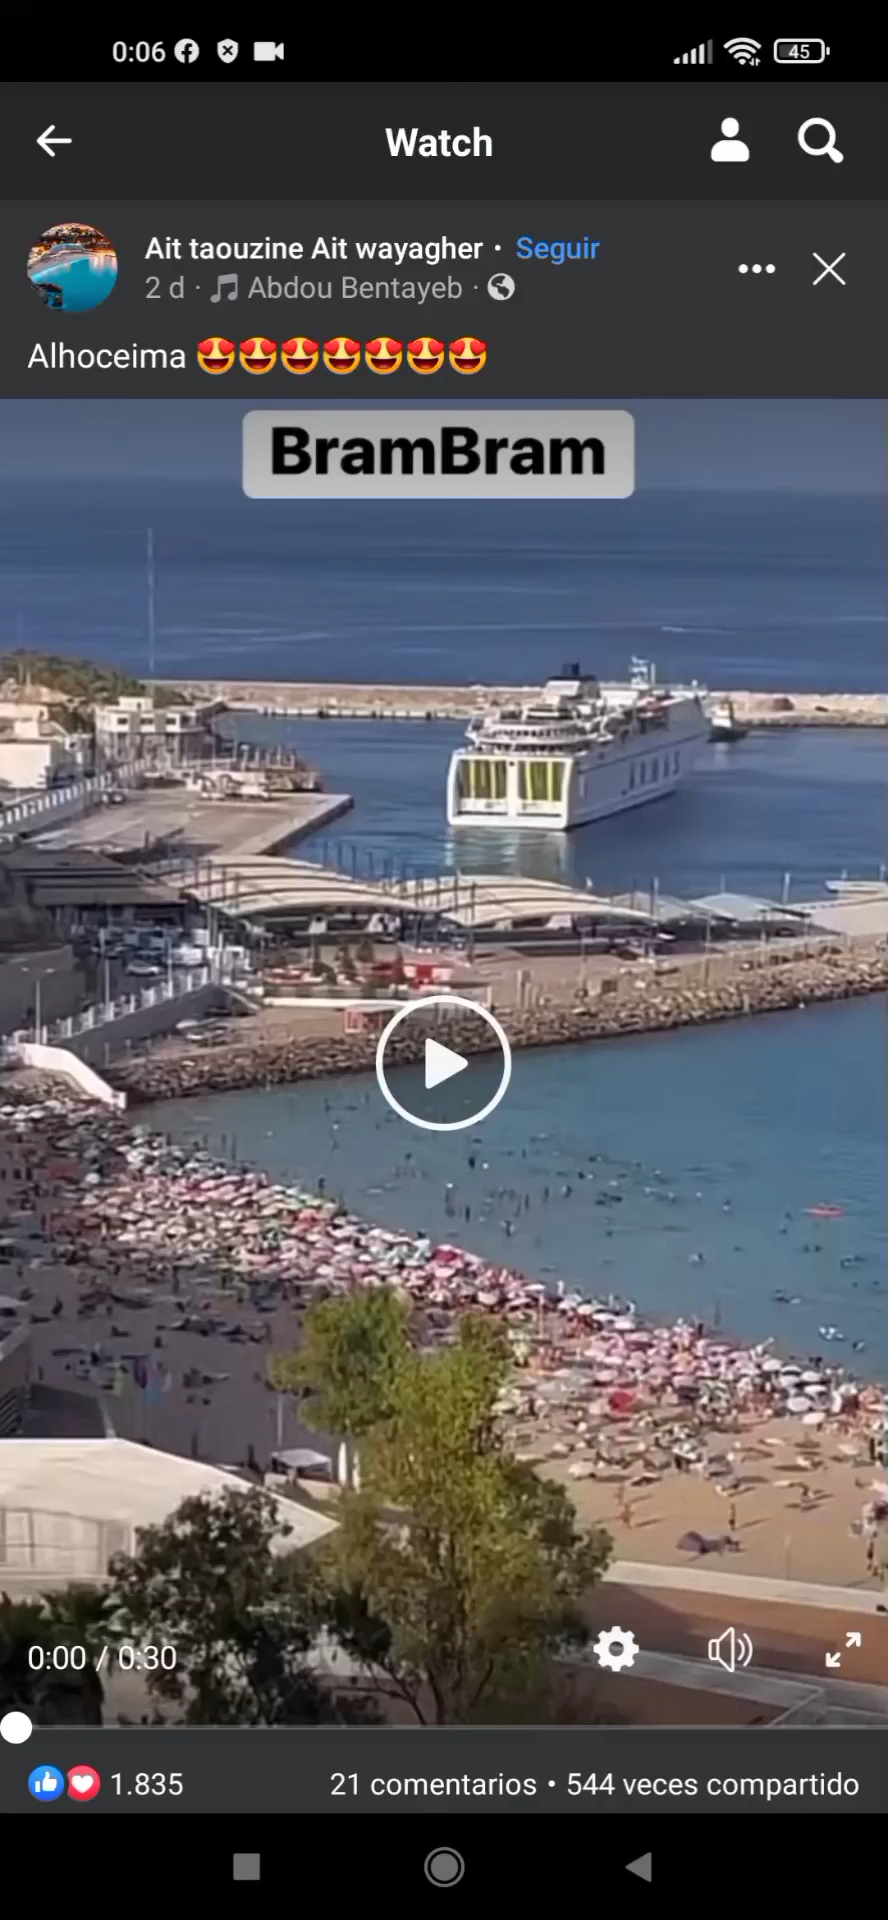 0:06
45
Watch
Ait taouzine Ait wayagher • Seguir
2 d · Abdou Bentayeb ·
Alhoceima 😍😍😍😍😍😍😍
BramBram
0:00 / 0:30
1.835
21 comentarios • 544 veces compartido